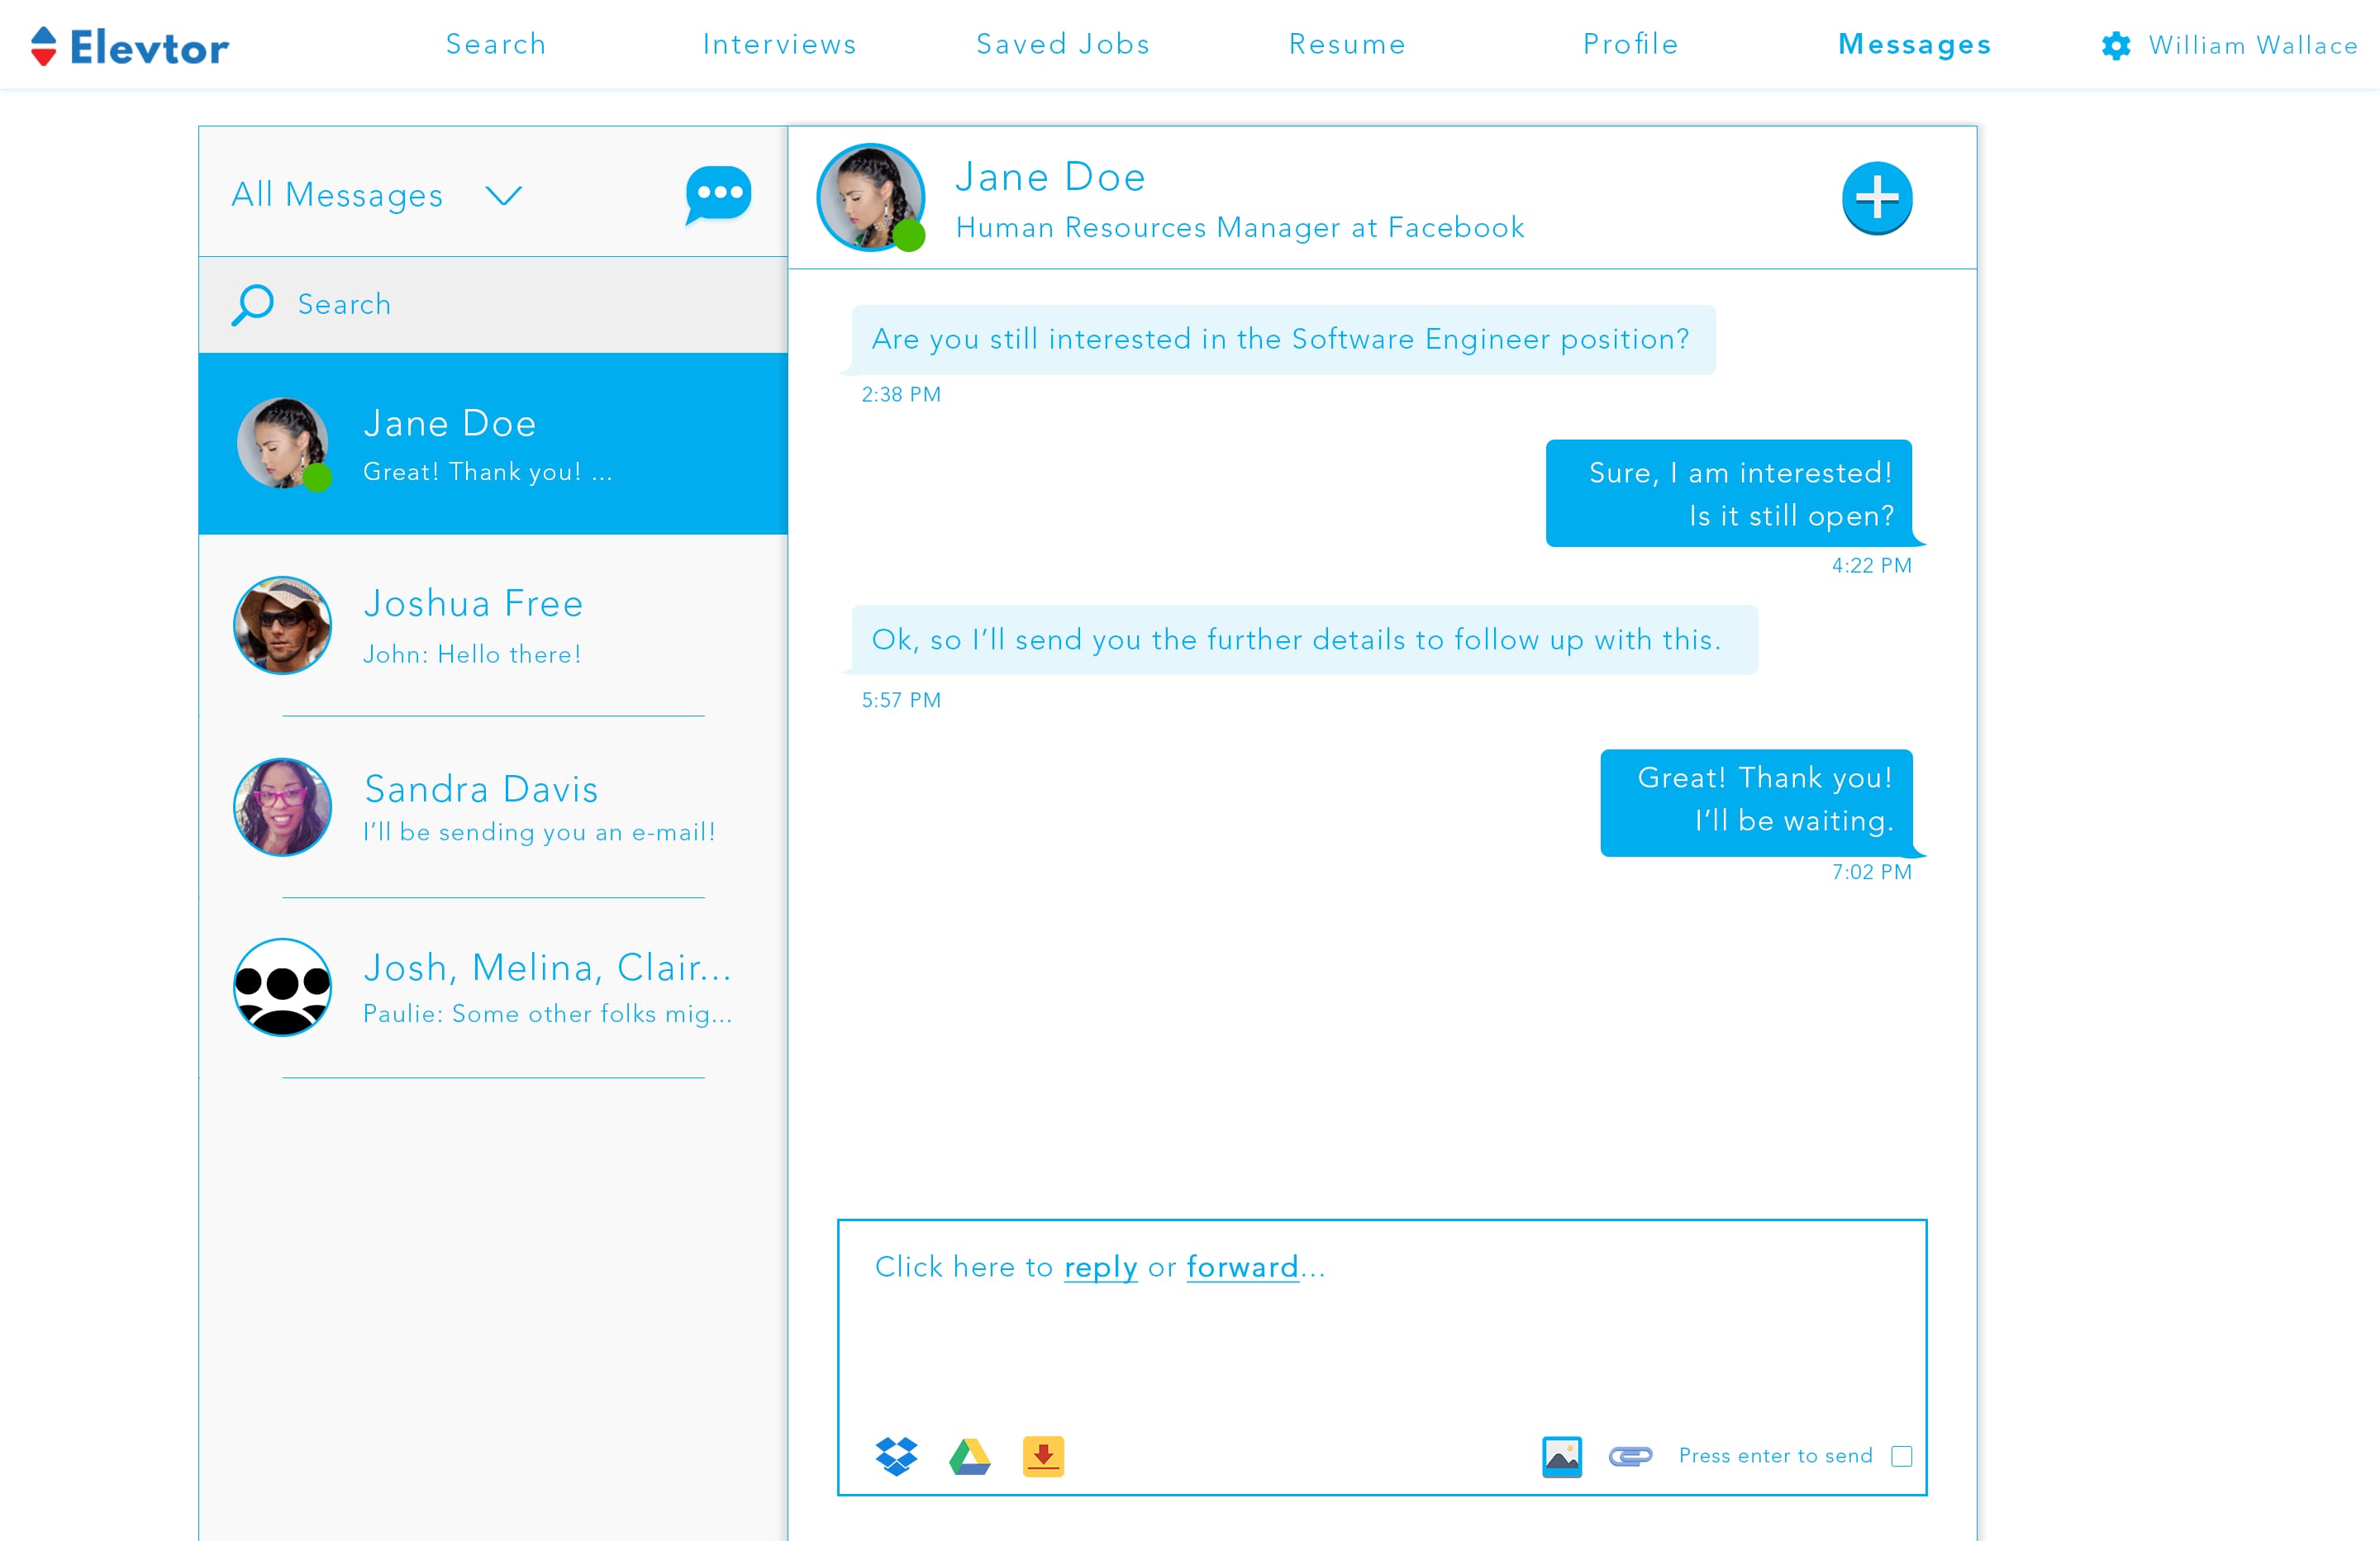 Elevtor
Search
Interviews
Saved Jobs
Resume
Profile
Messages
William Wallace
All Messages
Search
Jane Doe
Great! Thank you! ...
Joshua Free
John: Hello there!
Sandra Davis
I’ll be sending you an e-mail!
Josh, Melina, Clair...
Paulie: Some other folks mig...
Jane Doe
Human Resources Manager at Facebook
Are you still interested in the Software Engineer position?
2:38 PM
Sure, I am interested!
Is it still open?
4:22 PM
Ok, so I’ll send you the further details to follow up with this.
5:57 PM
Great! Thank you!
I’ll be waiting.
7:02 PM
Click here to reply or forward...
Press enter to send